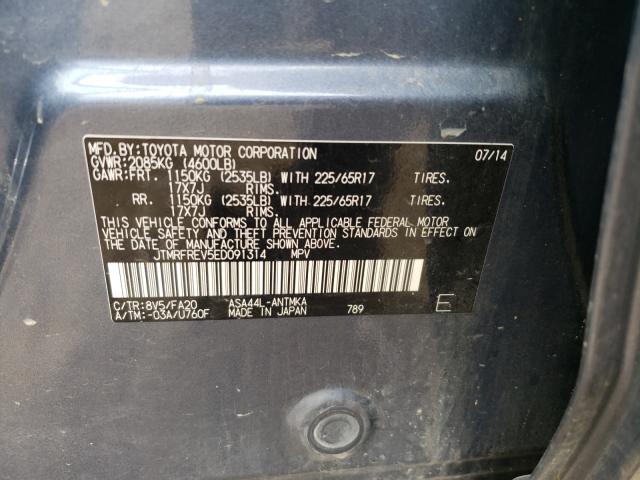 MFD.BY:TOYOTA MOTOR CORPORATION 07/14
GVWR:2085KG (4600LB)
GAWR:FRT. 1150KG (2535LB) WITH 225/65R17 TIRES.
17X7J RIMS.
RR. 1150KG (2535LB) WITH 225/65R17 TIRES.
17X7J RIMS.
THIS VEHICLE CONFORMS TO ALL APPLICABLE FEDERAL MOTOR
VEHICLE SAFETY AND THEFT PREVENTION STANDARDS IN EFFECT ON
THE DATE OF MANUFACTURE SHOWN ABOVE.
JTMRFREV5ED091314 MPV
C/TR:8V5/FA20 ASA44L-ANTMKA
A/TM:-03A/U760F MADE IN JAPAN 789 E